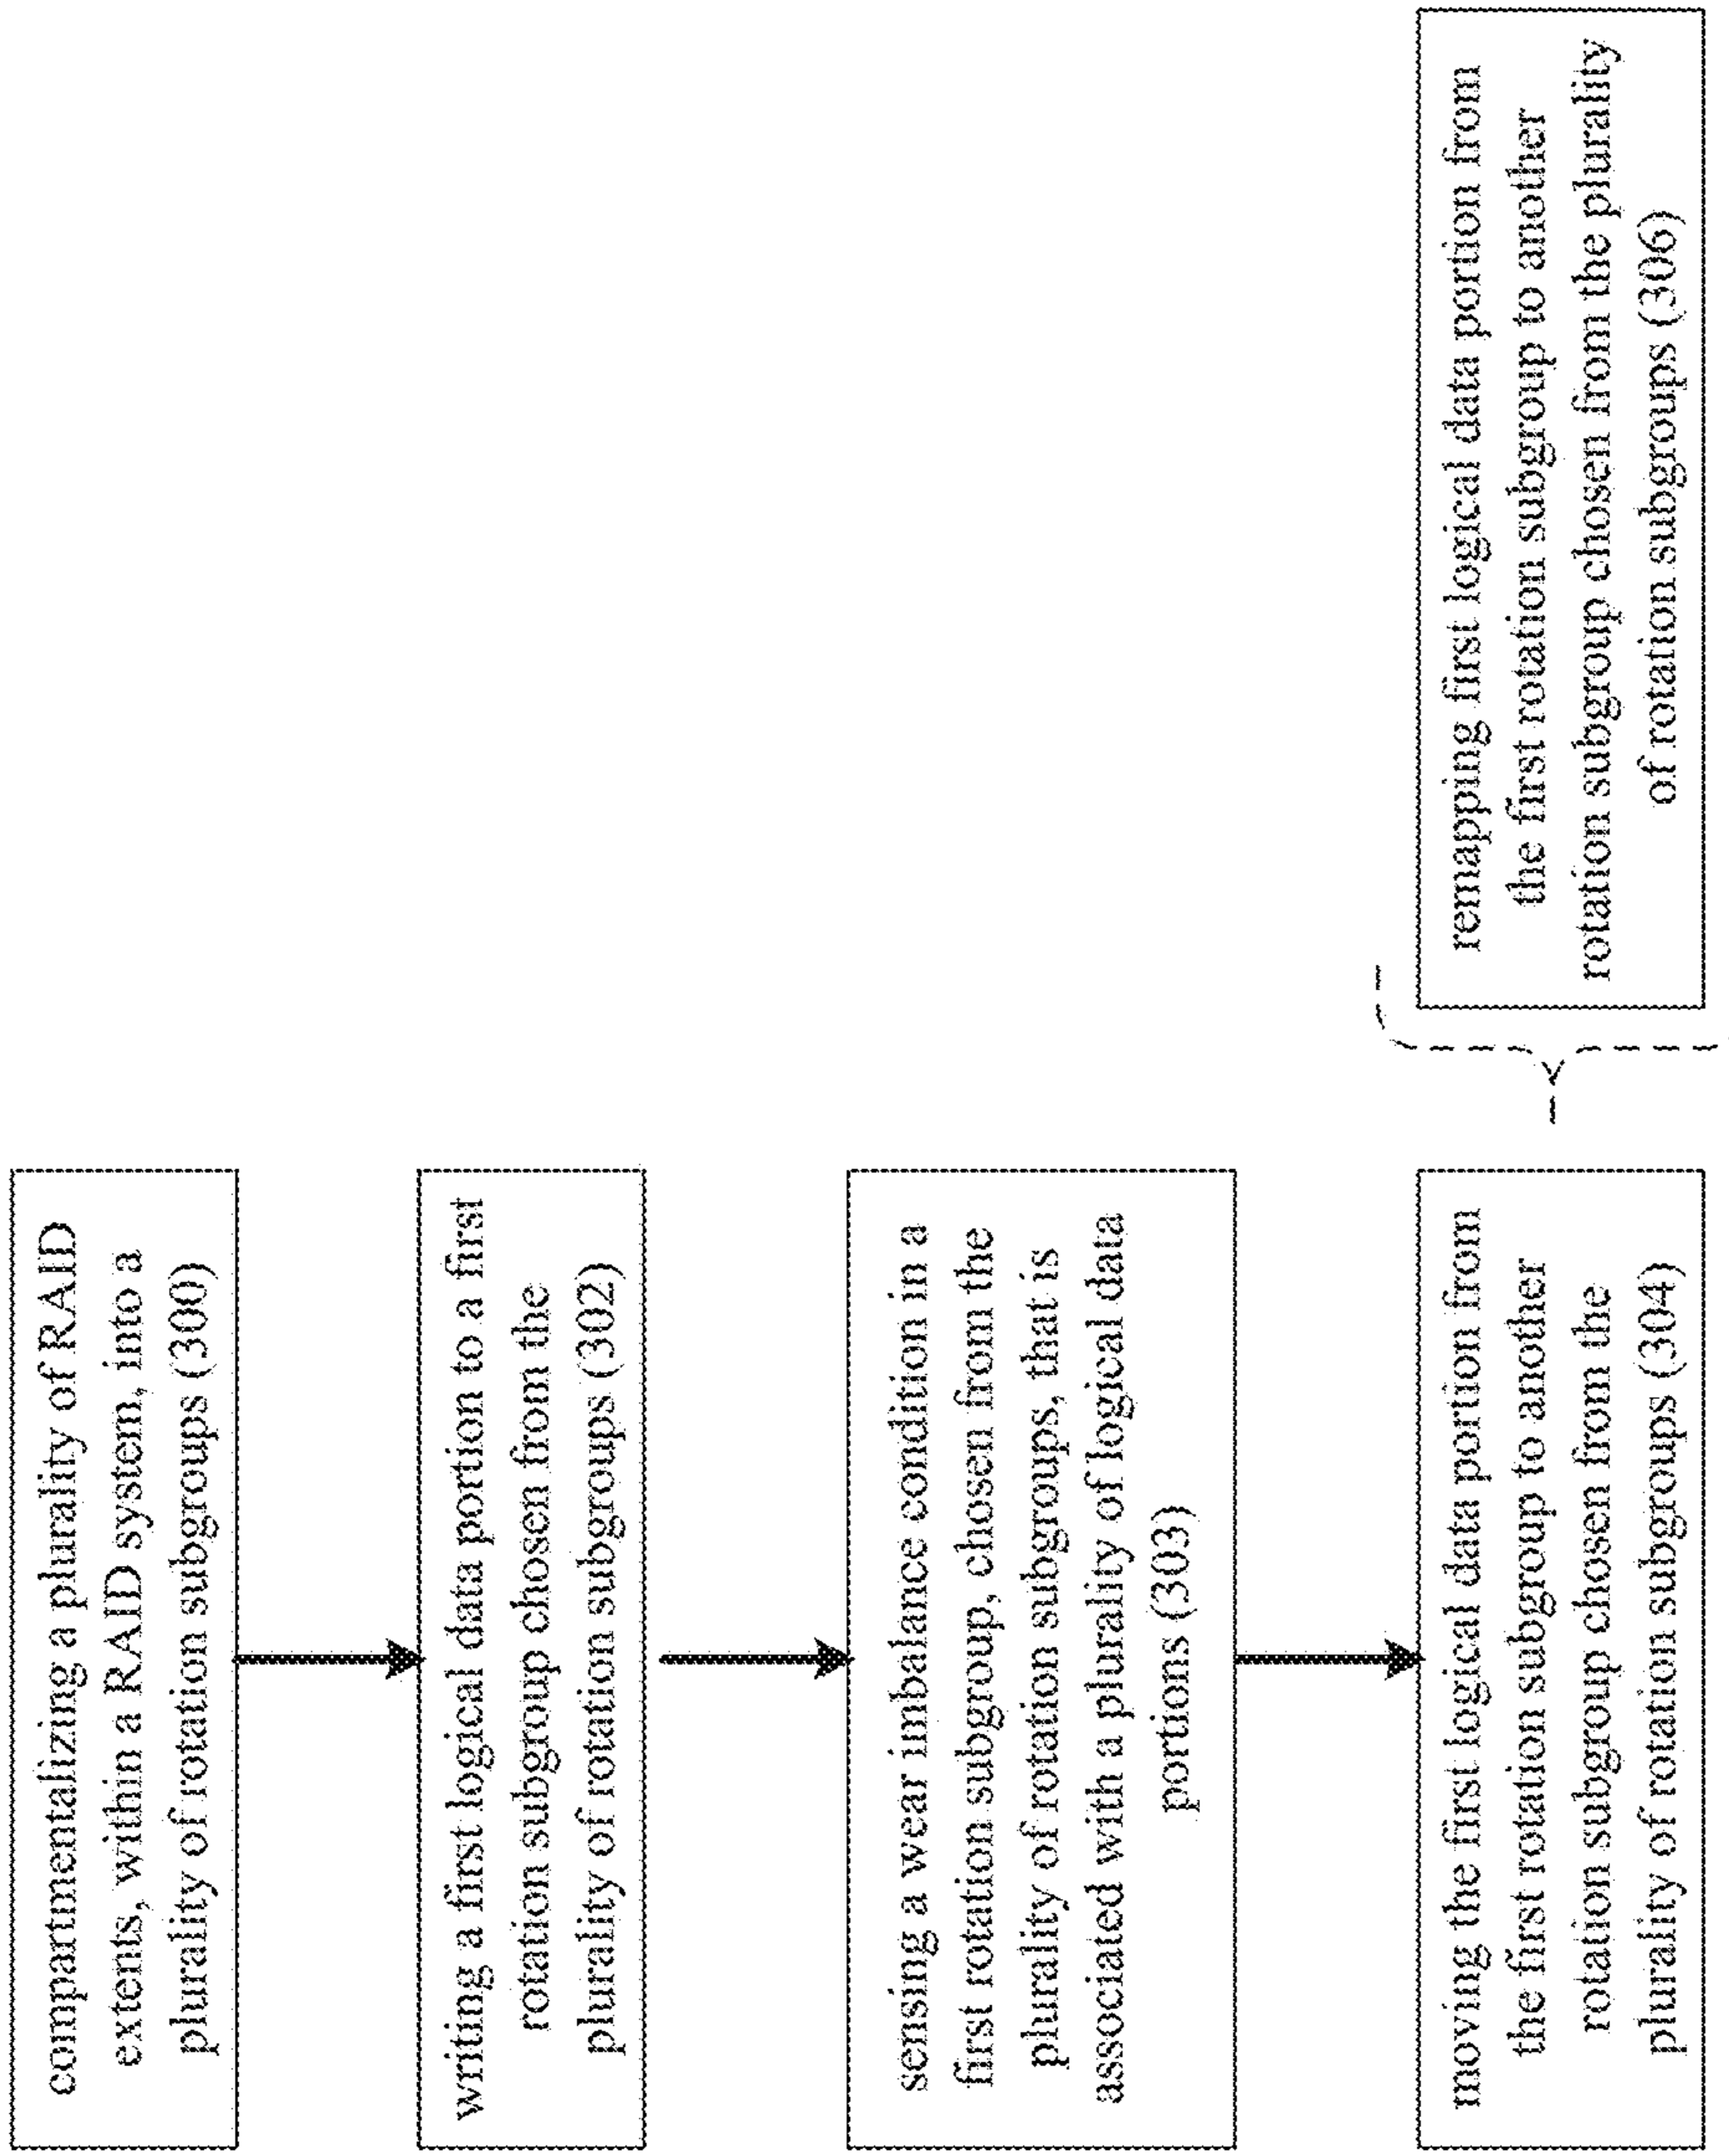 compartmentalizing a plurality of RAID
extents, within a RAID system, into a
plurality of rotation subgroups (300)
writing a first logical data portion to a first
rotation subgroup chosen from the
plurality of rotation subgroups (302)
sensing a wear imbalance condition in a
first rotation subgroup, chosen from the
plurality of rotation subgroups, that is
associated with a plurality of logical data
portions (303)
moving the first logical data portion from
the first rotation subgroup to another
rotation subgroup chosen from the
plurality of rotation subgroups (304)
remapping first logical data portion from
the first rotation subgroup to another
rotation subgroup chosen from the plurality
of rotation subgroups (306)